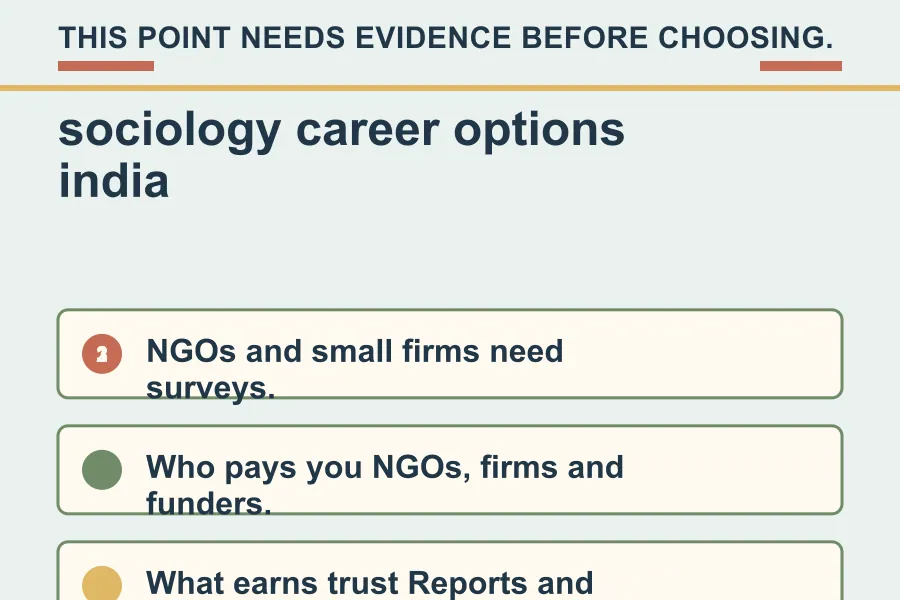 THIS POINT NEEDS EVIDENCE BEFORE CHOOSING.
sociology career options
india
NGOs and small firms need
surveys.
Who pays you NGOs, firms and
funders.
What earns trust Reports and